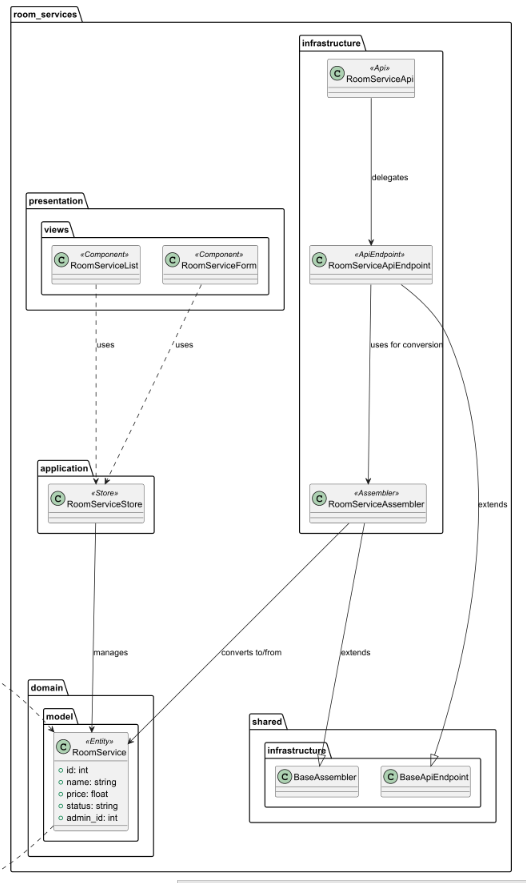 room_services
infrastructure
C
«Api»
RoomServiceApi
delegates
presentation
views
C
«Component»
RoomServiceList
C
«Component»
RoomServiceForm
C
«ApiEndpoint»
RoomServiceApiEndpoint
uses
uses
uses for conversion
application
C
«Store»
RoomServiceStore
C
«Assembler»
RoomServiceAssembler
extends
manages
converts to/from
extends
domain
model
C
«Entity»
RoomService
id: int
name: string
price: float
status: string
admin_id: int
shared
infrastructure
C
BaseAssembler
C
BaseApiEndpoint